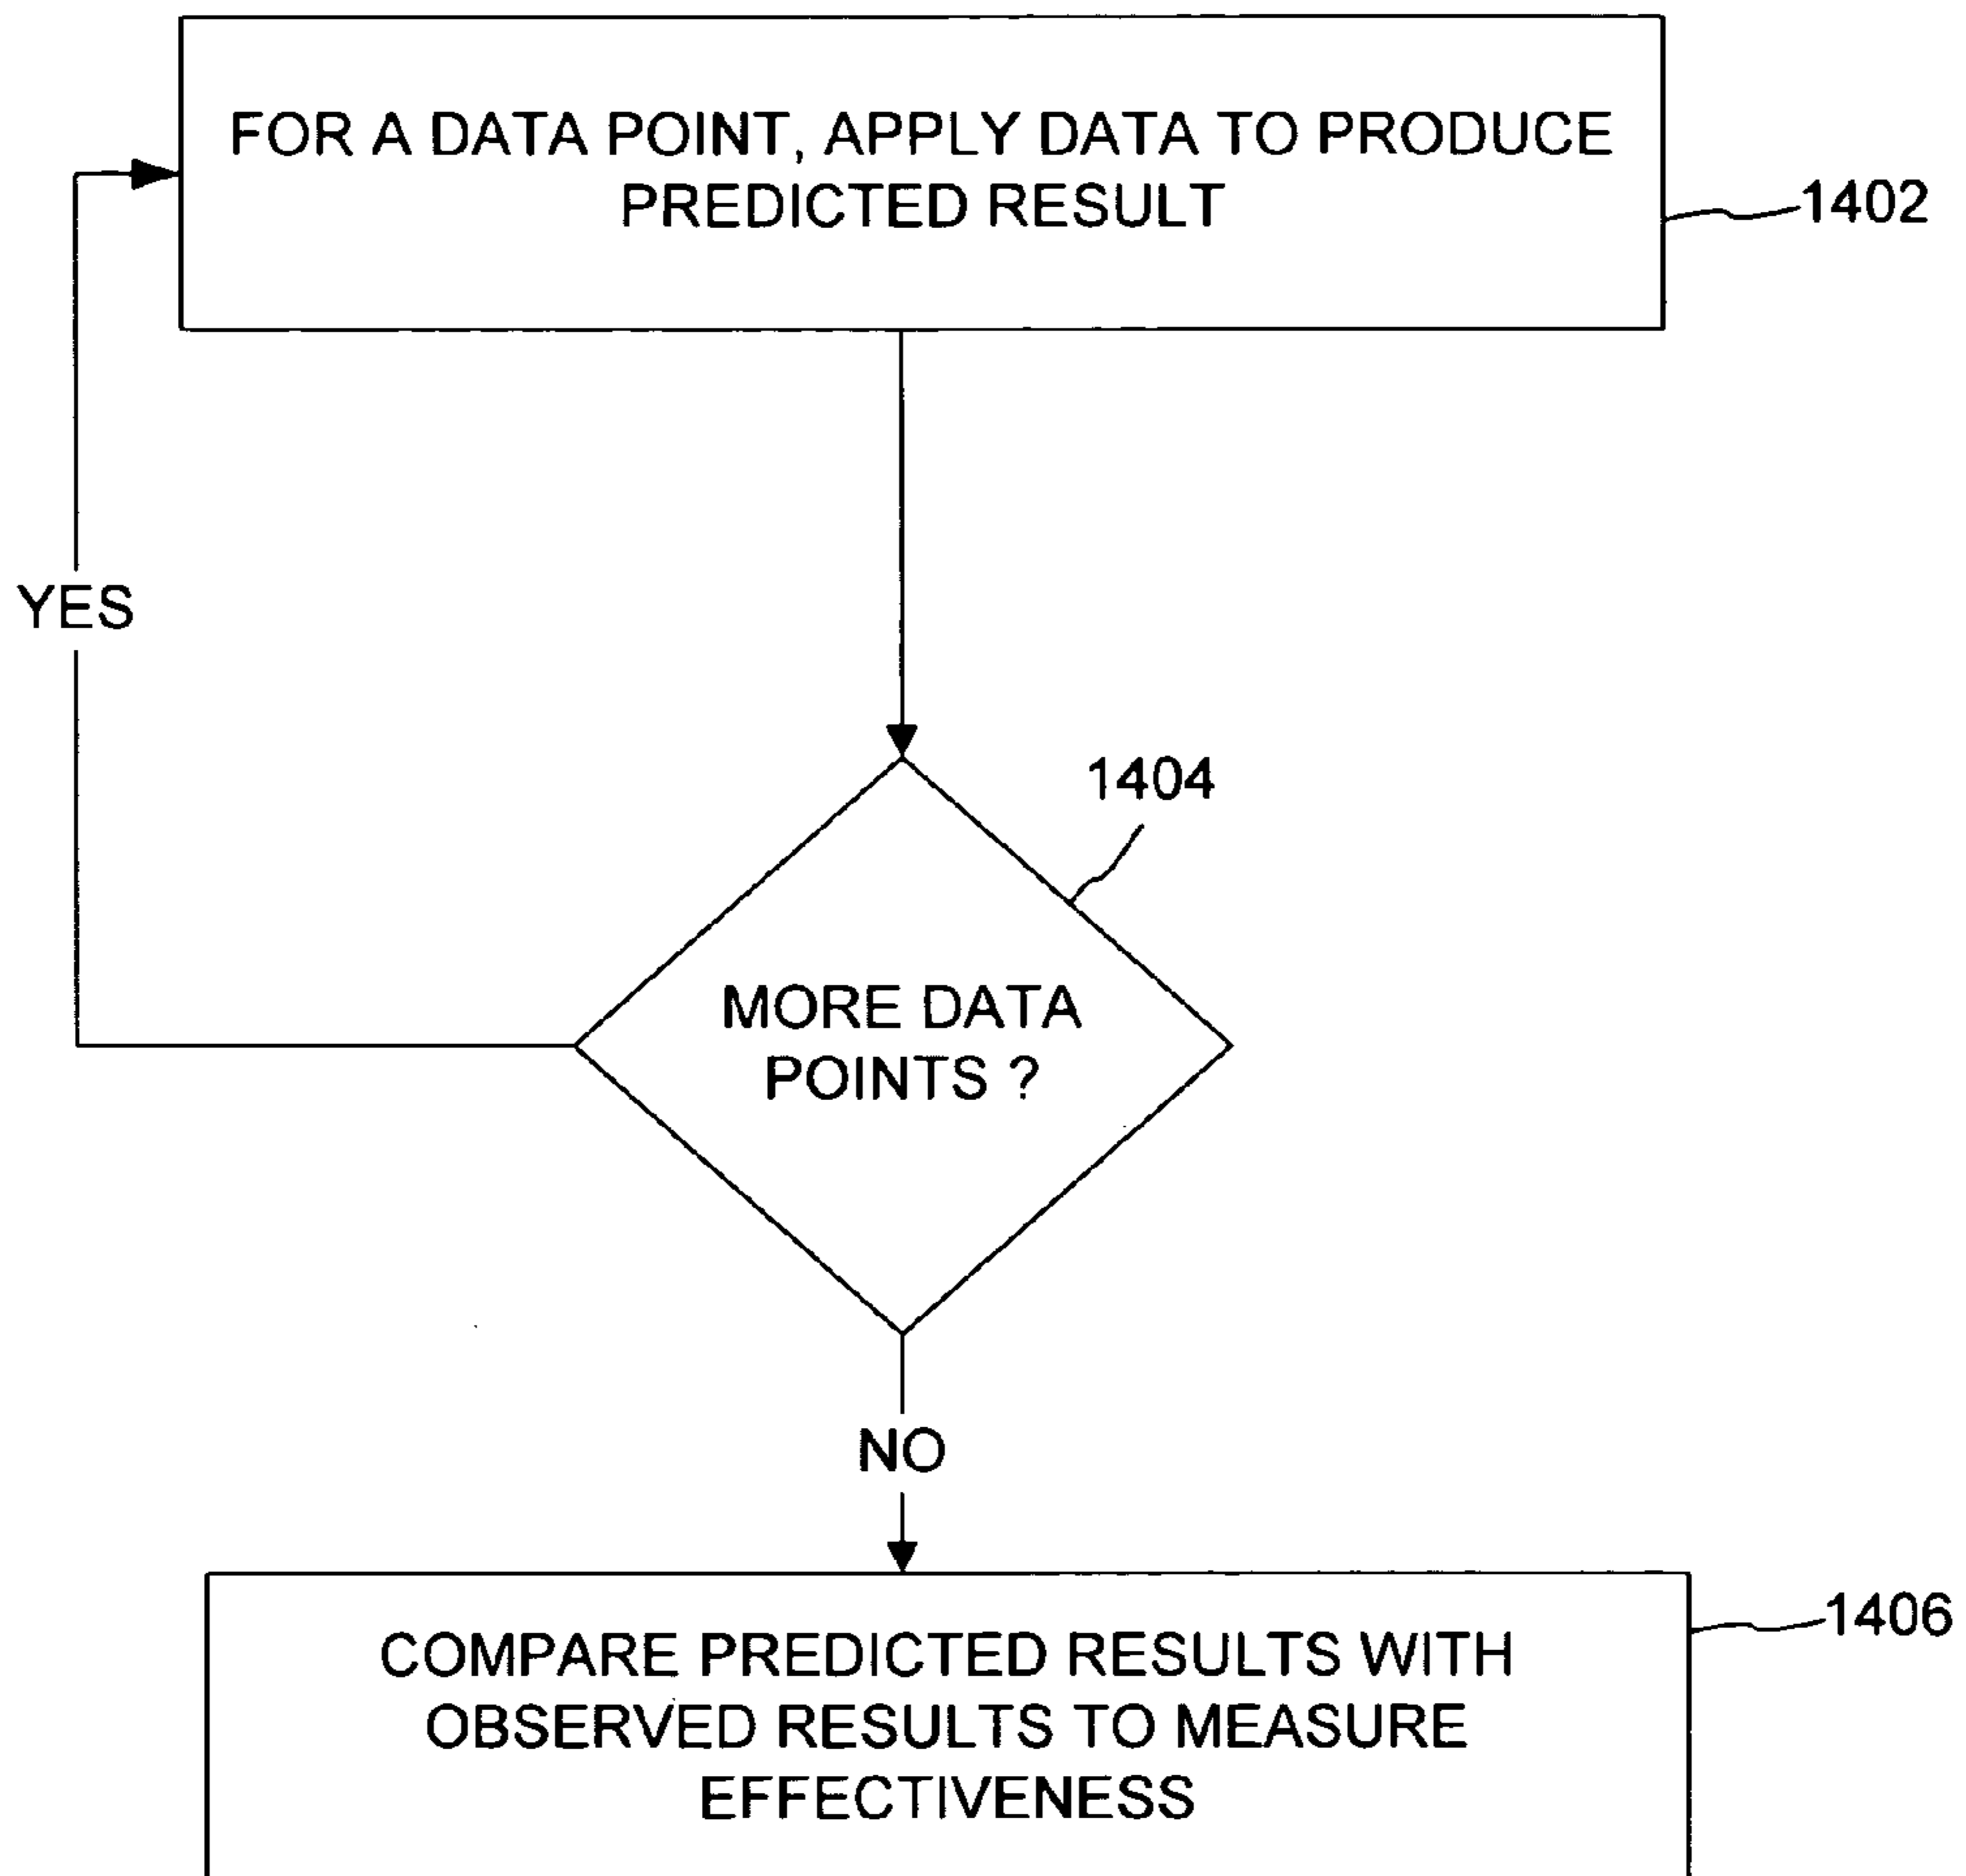 FOR A DATA POINT, APPLY DATA TO PRODUCE
PREDICTED RESULT
1402
YES
1404
MORE DATA
POINTS ?
NO
1406
COMPARE PREDICTED RESULTS WITH
OBSERVED RESULTS TO MEASURE
EFFECTIVENESS